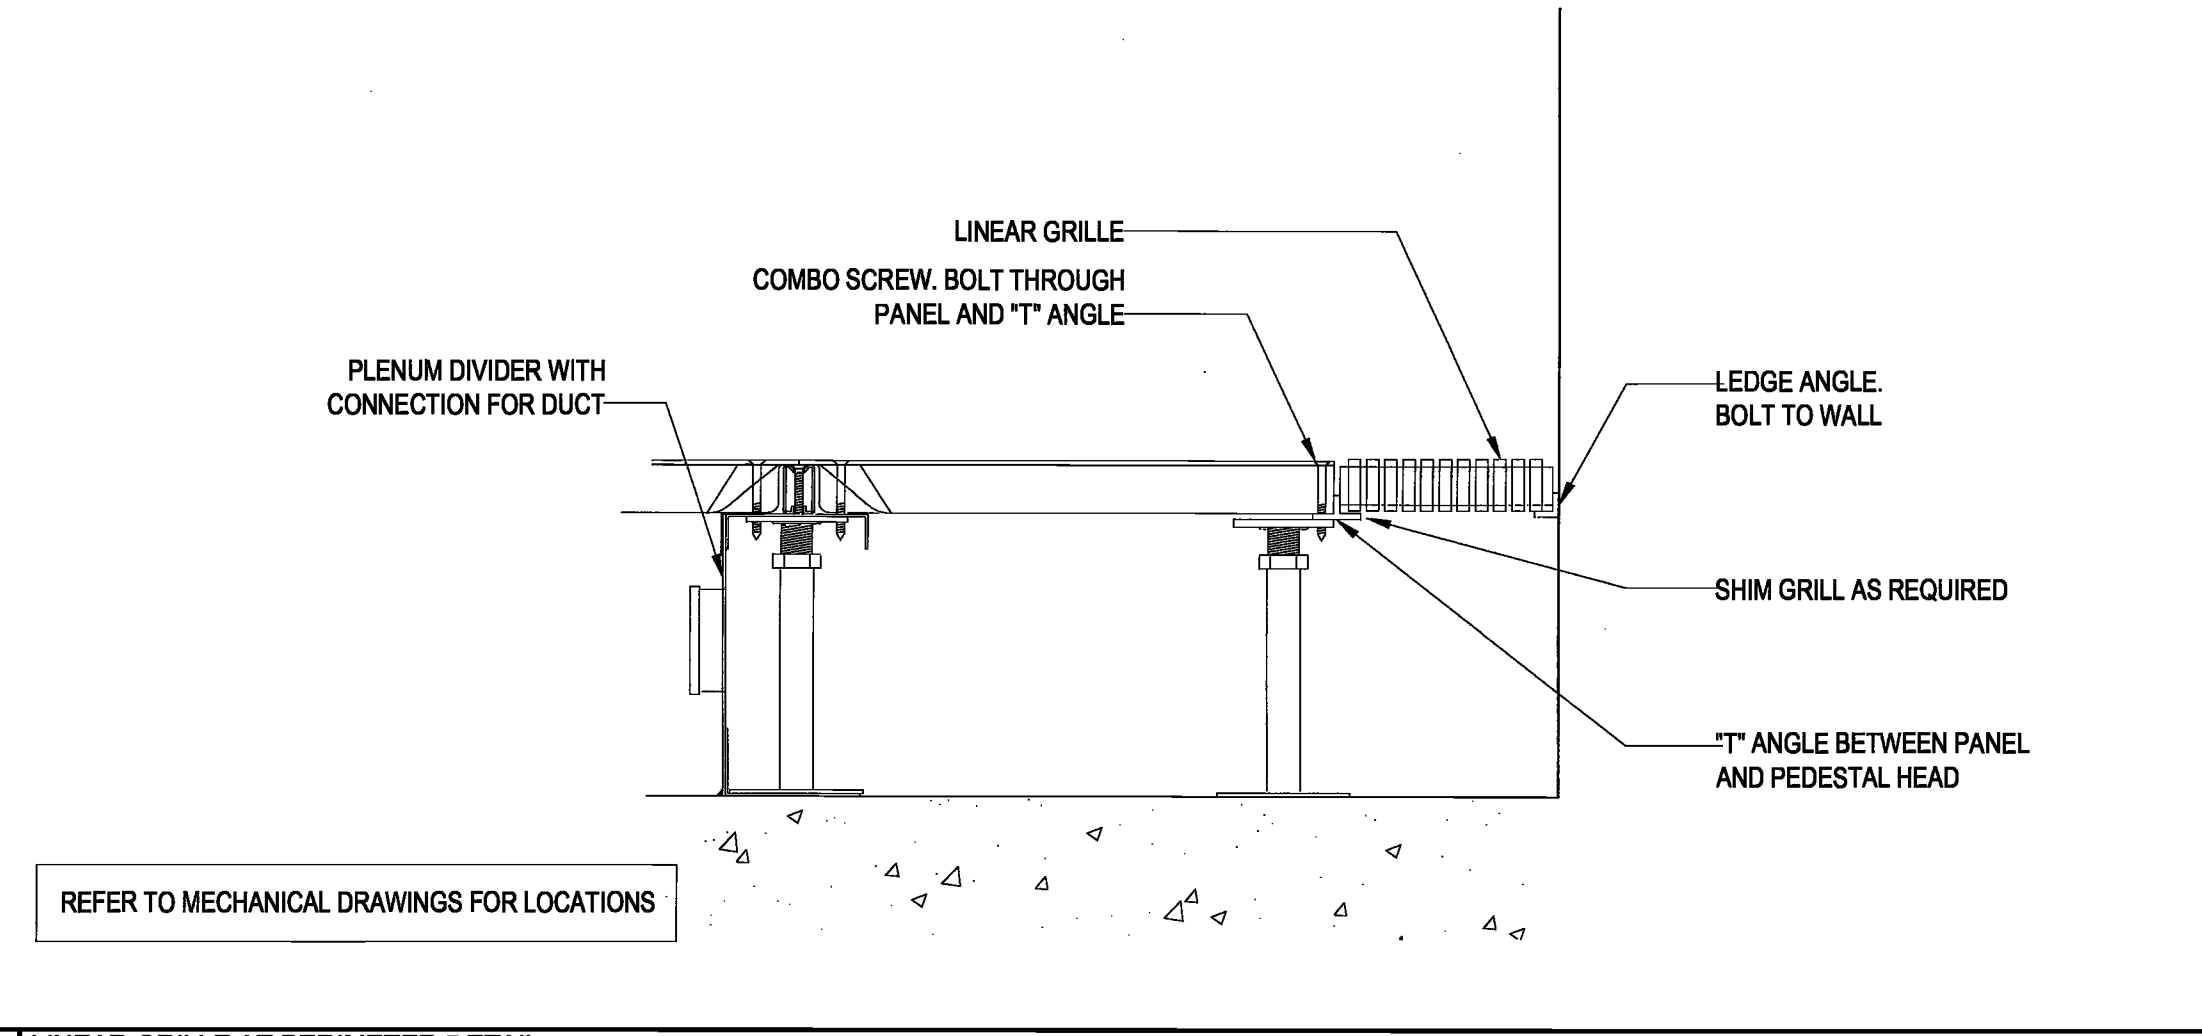 LINEAR GRILLE
COMBO SCREW. BOLT THROUGH
PANEL AND "T" ANGLE
PLENUM DIVIDER WITH
CONNECTION FOR DUCT
LEDGE ANGLE.
BOLT TO WALL
SHIM GRILL AS REQUIRED
"T" ANGLE BETWEEN PANEL
AND PEDESTAL HEAD
REFER TO MECHANICAL DRAWINGS FOR LOCATIONS